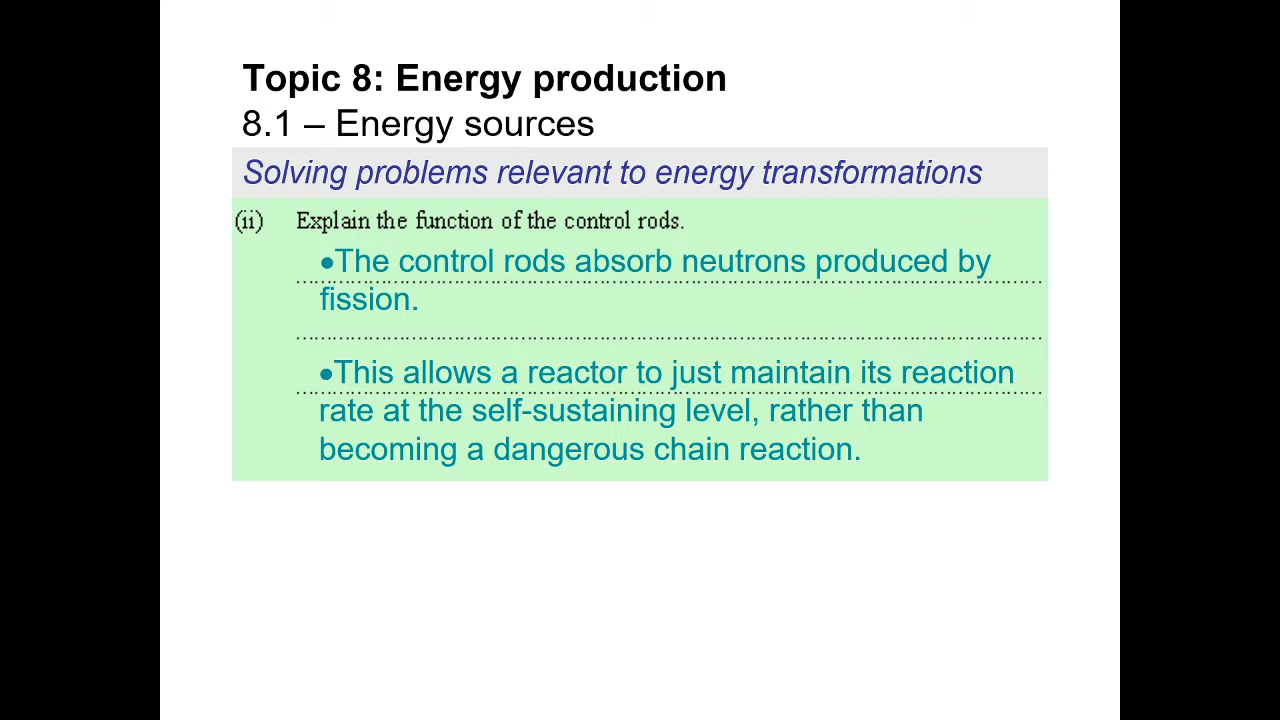 Topic 8: Energy production
8.1 – Energy sources
Solving problems relevant to energy transformations
(ii) Explain the function of the control rods.
•The control rods absorb neutrons produced by
fission.
•This allows a reactor to just maintain its reaction
rate at the self-sustaining level, rather than
becoming a dangerous chain reaction.